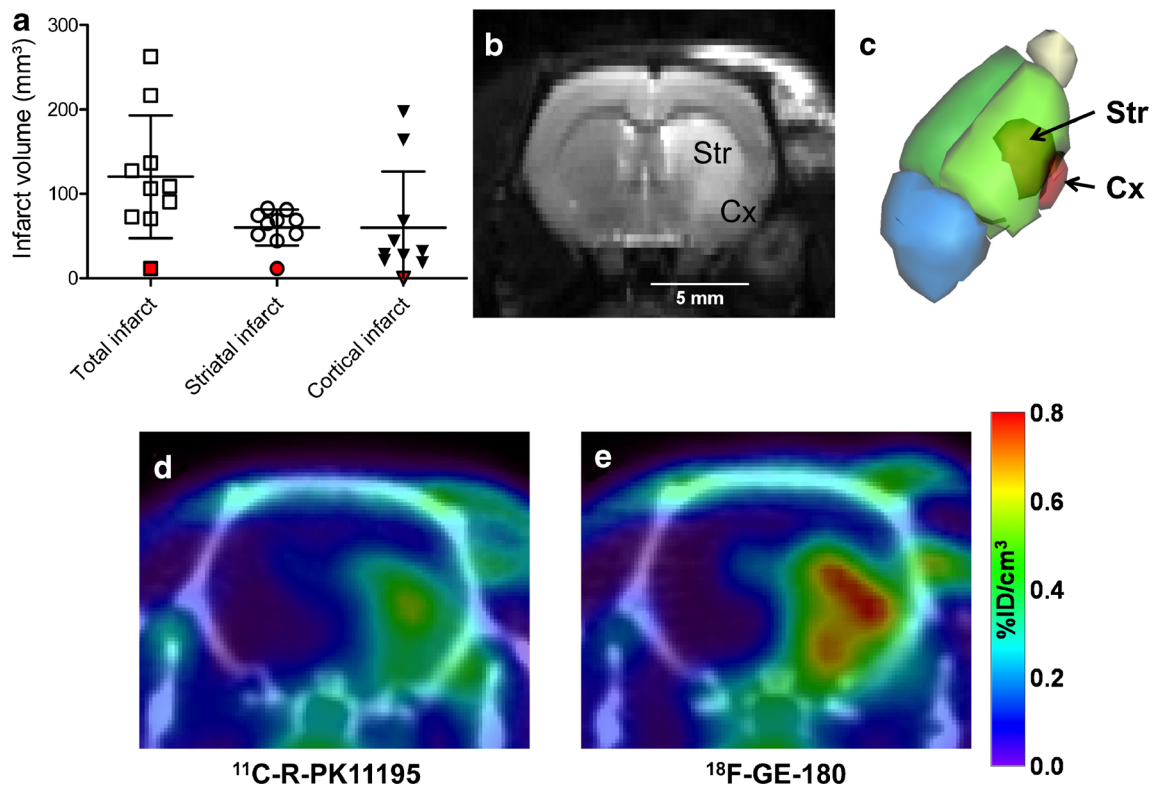 a
300
200
100
0
Infarct volume (mm³)
Total infarct
Striatal infarct
Cortical infarct
b
Str
Cx
5 mm
c
Str
Cx
d
¹¹C-R-PK11195
e
¹⁸F-GE-180
0.8
0.6
0.4
0.2
0.0
%ID/cm³